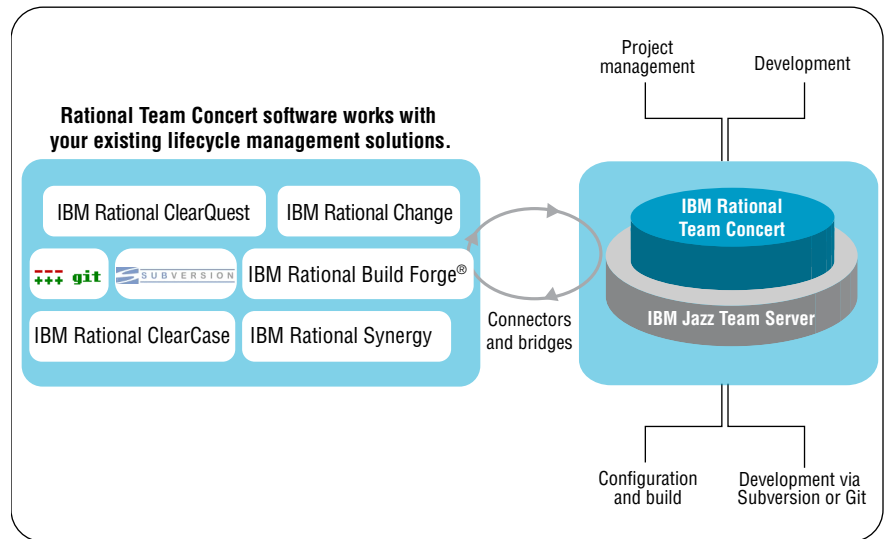 Project
management
Development
Rational Team Concert software works with
your existing lifecycle management solutions.
IBM Rational ClearQuest
IBM Rational Change
--- +++ git
SUBVERSION
IBM Rational Build Forge®
IBM Rational ClearCase
IBM Rational Synergy
Connectors
and bridges
IBM Rational
Team Concert
IBM Jazz Team Server
Configuration
and build
Development via
Subversion or Git